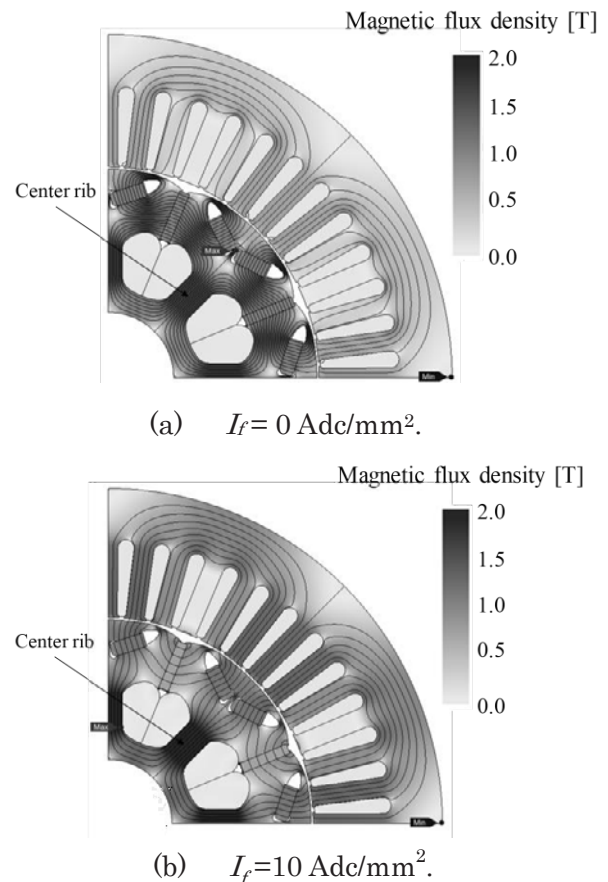 Magnetic flux density [T]
2.0
1.5
1.0
0.5
0.0
Center rib
Max
Min
(a) If= 0 Adc/mm².
Magnetic flux density [T]
2.0
1.5
1.0
0.5
0.0
Center rib
Max
Min
(b) If=10 Adc/mm².